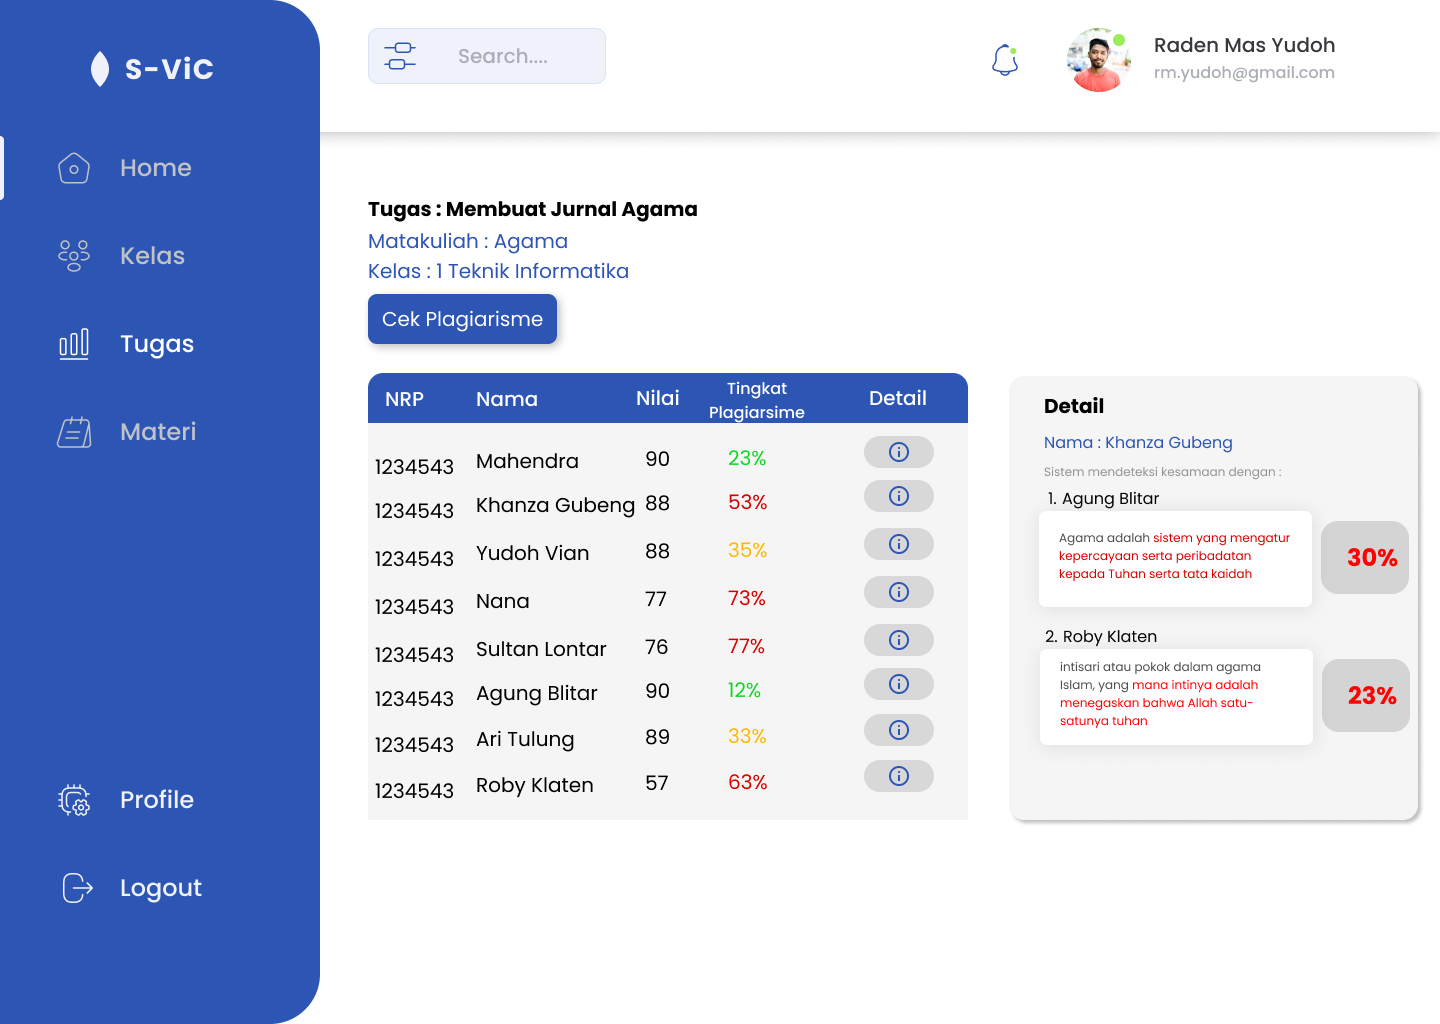 S-ViC
Home
Kelas
Tugas
Materi
Profile
Logout
Search....
Raden Mas Yudoh
rm.yudoh@gmail.com
Tugas : Membuat Jurnal Agama
Matakuliah : Agama
Kelas : 1 Teknik Informatika
Cek Plagiarisme
NRP Nama Nilai Tingkat Plagiarsime Detail
1234543 Mahendra 90 23%
1234543 Khanza Gubeng 88 53%
1234543 Yudoh Vian 88 35%
1234543 Nana 77 73%
1234543 Sultan Lontar 76 77%
1234543 Agung Blitar 90 12%
1234543 Ari Tulung 89 33%
1234543 Roby Klaten 57 63%
Detail
Nama : Khanza Gubeng
Sistem mendeteksi kesamaan dengan :
1. Agung Blitar
Agama adalah sistem yang mengatur
kepercayaan serta peribadatan
kepada Tuhan serta tata kaidah
30%
2. Roby Klaten
intisari atau pokok dalam agama
Islam, yang mana intinya adalah
menegaskan bahwa Allah satu-
satunya tuhan
23%